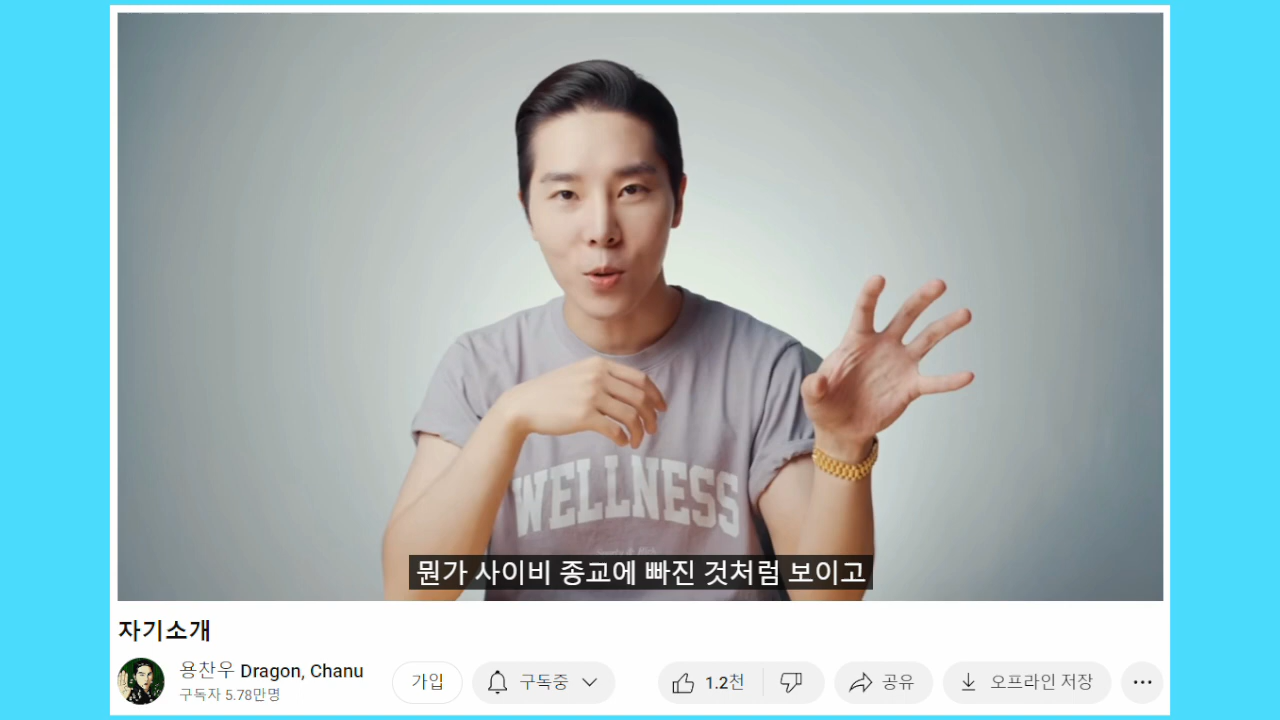 WELLNESS
뭔가 사이비 종교에 빠진 것처럼 보이고
자기소개
용찬우 Dragon, Chanu
구독자 5.78만명
가입
구독중
1.2천
공유
오프라인 저장